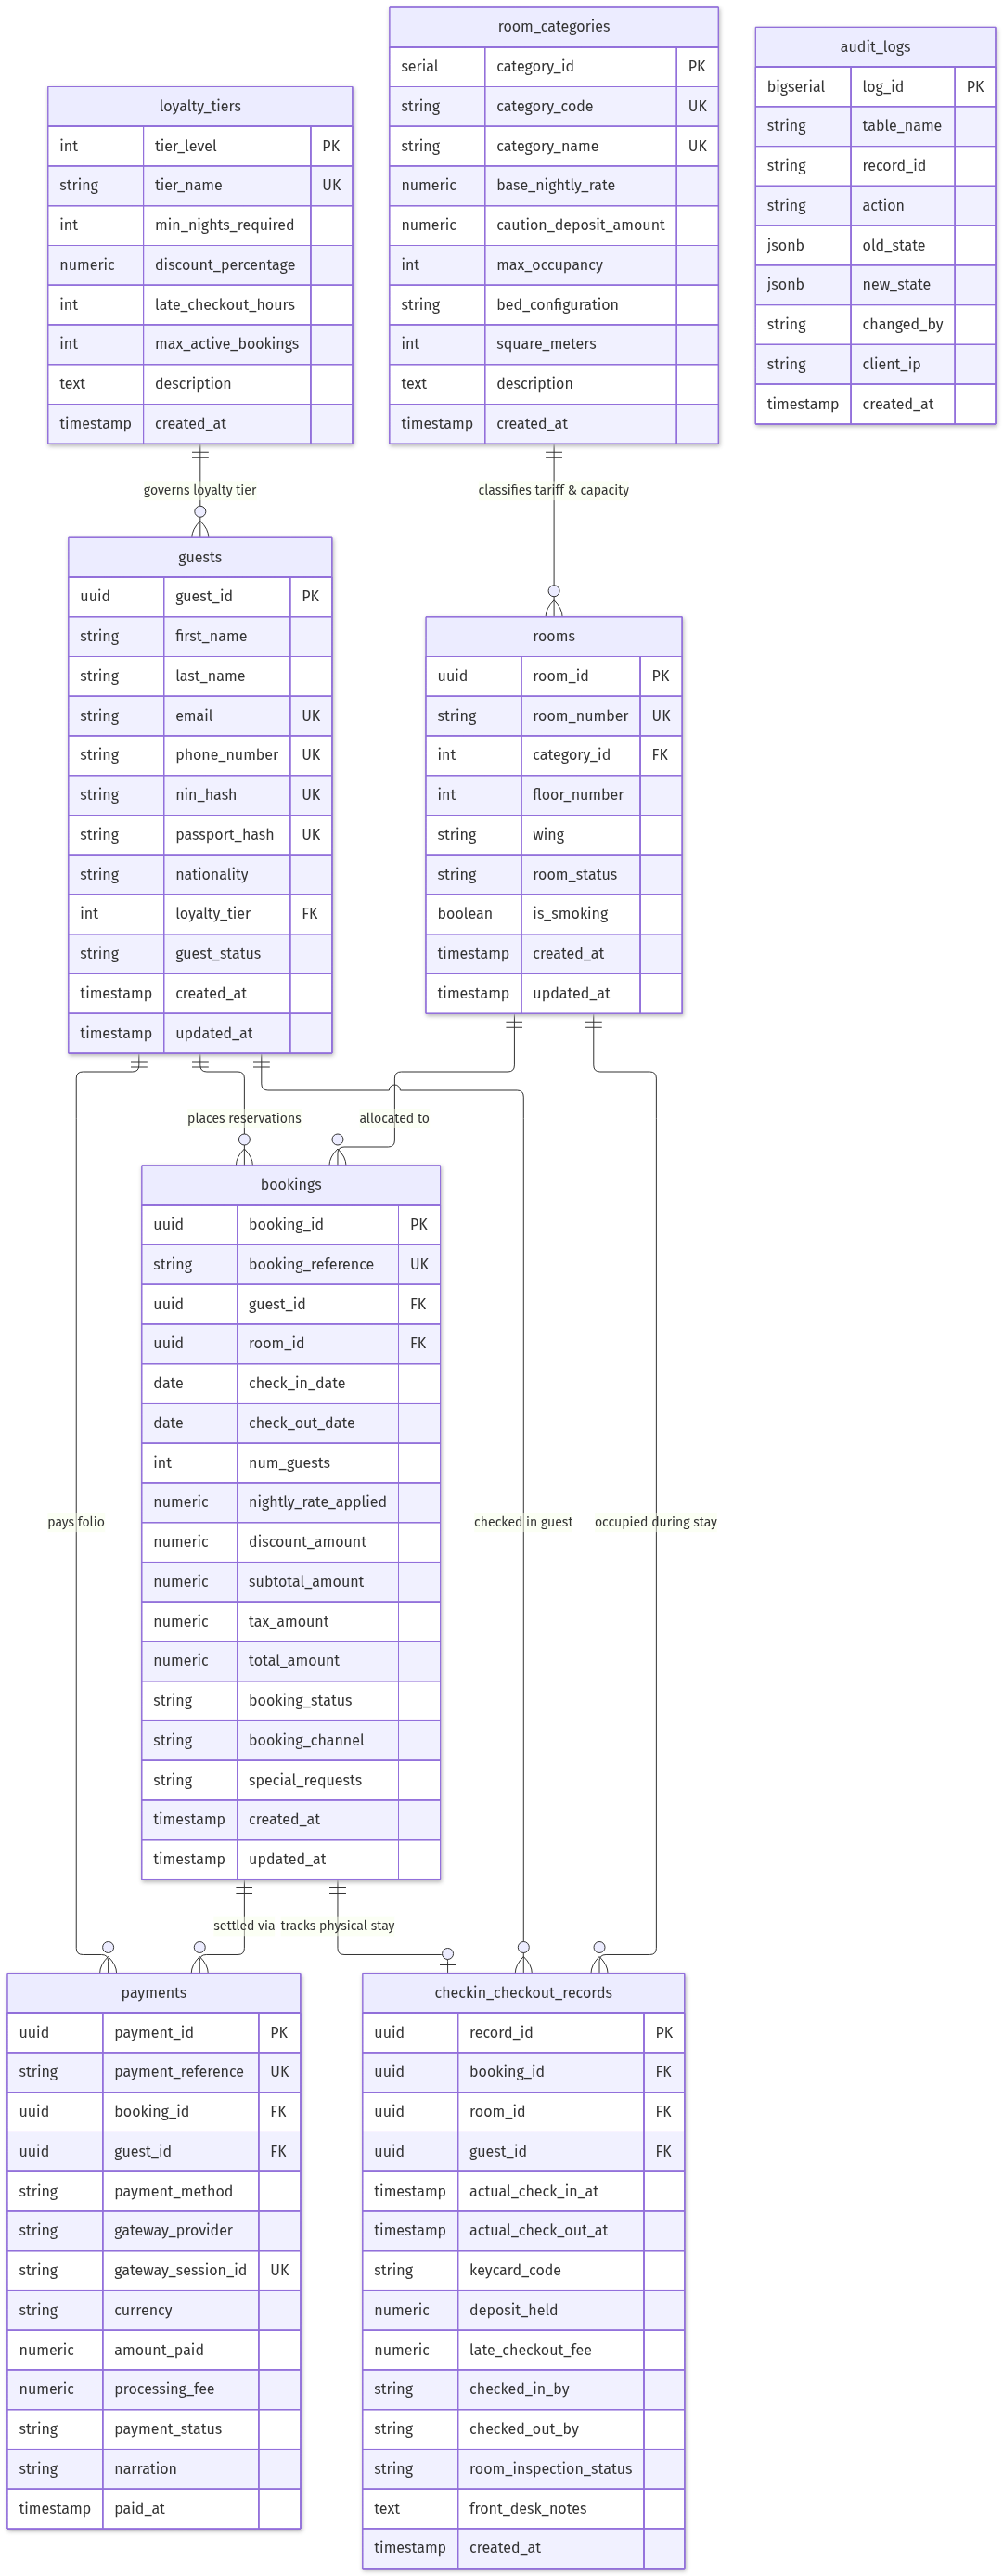 room_categories
serial category_id PK
string category_code UK
string category_name UK
numeric base_nightly_rate
numeric caution_deposit_amount
int max_occupancy
string bed_configuration
int square_meters
text description
timestamp created_at
audit_logs
bigserial log_id PK
string table_name
string record_id
string action
jsonb old_state
jsonb new_state
string changed_by
string client_ip
timestamp created_at
loyalty_tiers
int tier_level PK
string tier_name UK
int min_nights_required
numeric discount_percentage
int late_checkout_hours
int max_active_bookings
text description
timestamp created_at
governs loyalty tier
classifies tariff & capacity
guests
uuid guest_id PK
string first_name
string last_name
string email UK
string phone_number UK
string nin_hash UK
string passport_hash UK
string nationality
int loyalty_tier FK
string guest_status
timestamp created_at
timestamp updated_at
rooms
uuid room_id PK
string room_number UK
int category_id FK
int floor_number
string wing
string room_status
boolean is_smoking
timestamp created_at
timestamp updated_at
places reservations
allocated to
bookings
uuid booking_id PK
string booking_reference UK
uuid guest_id FK
uuid room_id FK
date check_in_date
date check_out_date
int num_guests
numeric nightly_rate_applied
numeric discount_amount
numeric subtotal_amount
numeric tax_amount
numeric total_amount
string booking_status
string booking_channel
string special_requests
timestamp created_at
timestamp updated_at
pays folio
checked in guest
occupied during stay
settled via
tracks physical stay
payments
uuid payment_id PK
string payment_reference UK
uuid booking_id FK
uuid guest_id FK
string payment_method
string gateway_provider
string gateway_session_id UK
string currency
numeric amount_paid
numeric processing_fee
string payment_status
string narration
timestamp paid_at
checkin_checkout_records
uuid record_id PK
uuid booking_id FK
uuid room_id FK
uuid guest_id FK
timestamp actual_check_in_at
timestamp actual_check_out_at
string keycard_code
numeric deposit_held
numeric late_checkout_fee
string checked_in_by
string checked_out_by
string room_inspection_status
text front_desk_notes
timestamp created_at